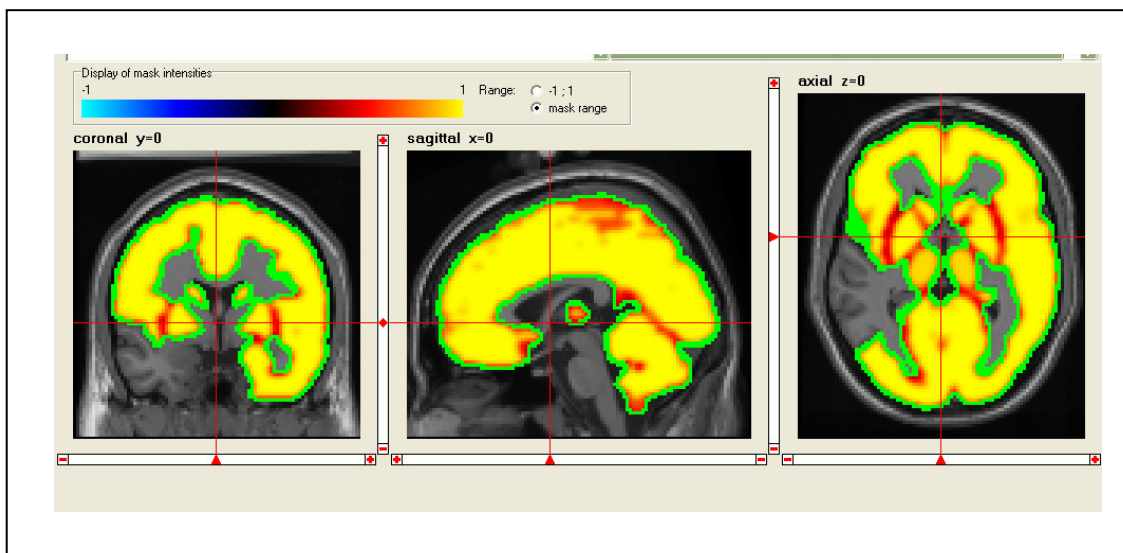 Display of mask intensities
-1 1 Range: -1 ; 1
mask range
axial z=0
coronal y=0 sagittal x=0